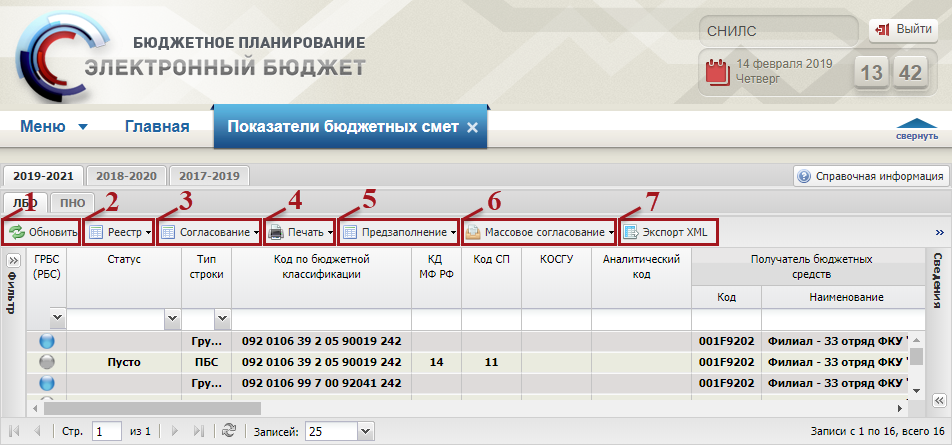 БЮДЖЕТНОЕ ПЛАНИРОВАНИЕ
ЭЛЕКТРОННЫЙ БЮДЖЕТ
СНИЛС
Выйти
14 февраля 2019
Четверг
13 42
Меню
Главная
Показатели бюджетных смет
свернуть
2019-2021
2018-2020
2017-2019
Справочная информация
ЛБО
ПНО
1 2 3 4 5 6 7
Обновить
Реестр
Согласование
Печать
Предзаполнение
Массовое согласование
Экспорт XML
Фильтр
ГРБС (РБС)
Статус
Тип строки
Код по бюджетной классификации
КД МФ РФ
Код СП
КОСГУ
Аналитический код
Получатель бюджетных средств
Код
Наименование
Сведения
Гру... 092 0106 39 2 05 90019 242 001F9202 Филиал - 33 отряд ФКУ "
Пусто ПБС 092 0106 39 2 05 90019 242 14 11 001F9202 Филиал - 33 отряд ФКУ "
Гру... 092 0106 99 7 00 92041 242 001F9202 Филиал - 33 отряд ФКУ "
Стр. 1 из 1
Записей: 25
Записи с 1 по 16, всего 16